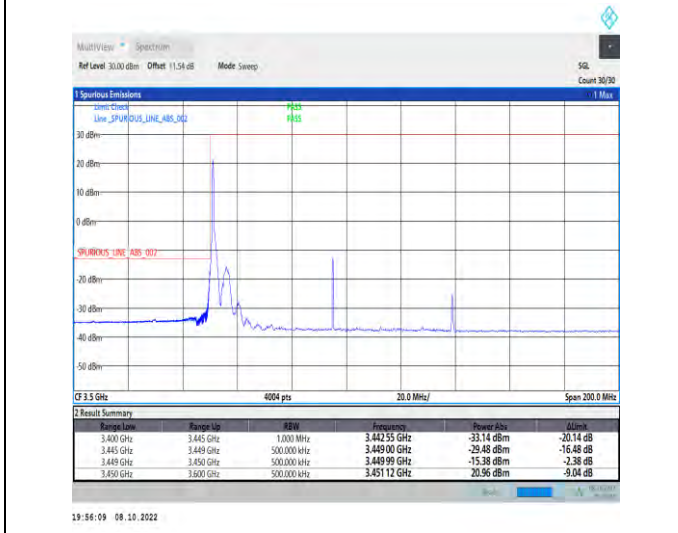 MultiView Spectrum
Ref Level 30.00 dBm Offset 11.54 dB Mode Sweep SGL
Count 30/30
1 Spurious Emissions 1 Max
Limit Check PASS
Line _SPURIOUS_LINE_ABS_002 PASS
30 dBm
20 dBm
10 dBm
0 dBm
_SPURIOUS_LINE_ABS_002
-20 dBm
-30 dBm
-40 dBm
-50 dBm
CF 3.5 GHz 4004 pts 20.0 MHz/ Span 200.0 MHz
2 Result Summary
Range Low Range Up RBW Frequency Power Abs ΔLimit
3.400 GHz 3.445 GHz 1.000 MHz 3.442 55 GHz -33.14 dBm -20.14 dB
3.445 GHz 3.449 GHz 500.000 kHz 3.449 00 GHz -29.48 dBm -16.48 dB
3.449 GHz 3.450 GHz 500.000 kHz 3.449 99 GHz -15.38 dBm -2.38 dB
3.450 GHz 3.600 GHz 500.000 kHz 3.451 12 GHz 20.96 dBm -9.04 dB
19:56:09 08.10.2022